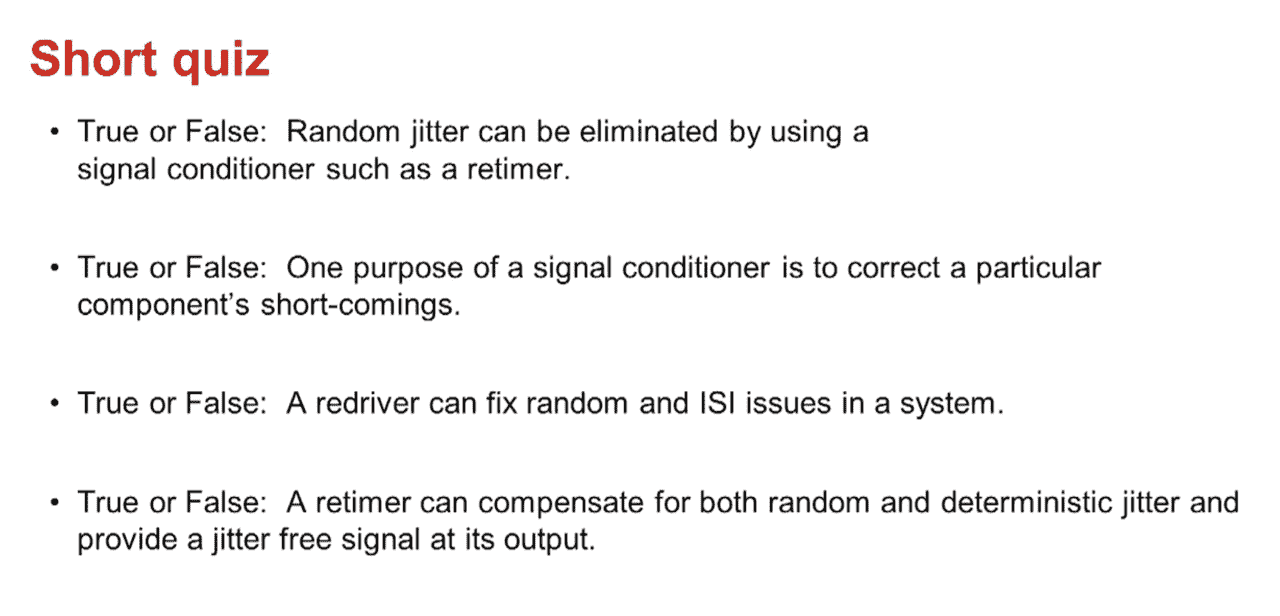 Short quiz
• True or False:  Random jitter can be eliminated by using a
signal conditioner such as a retimer.
• True or False:  One purpose of a signal conditioner is to correct a particular
component’s short-comings.
• True or False:  A redriver can fix random and ISI issues in a system.
• True or False:  A retimer can compensate for both random and deterministic jitter and
provide a jitter free signal at its output.